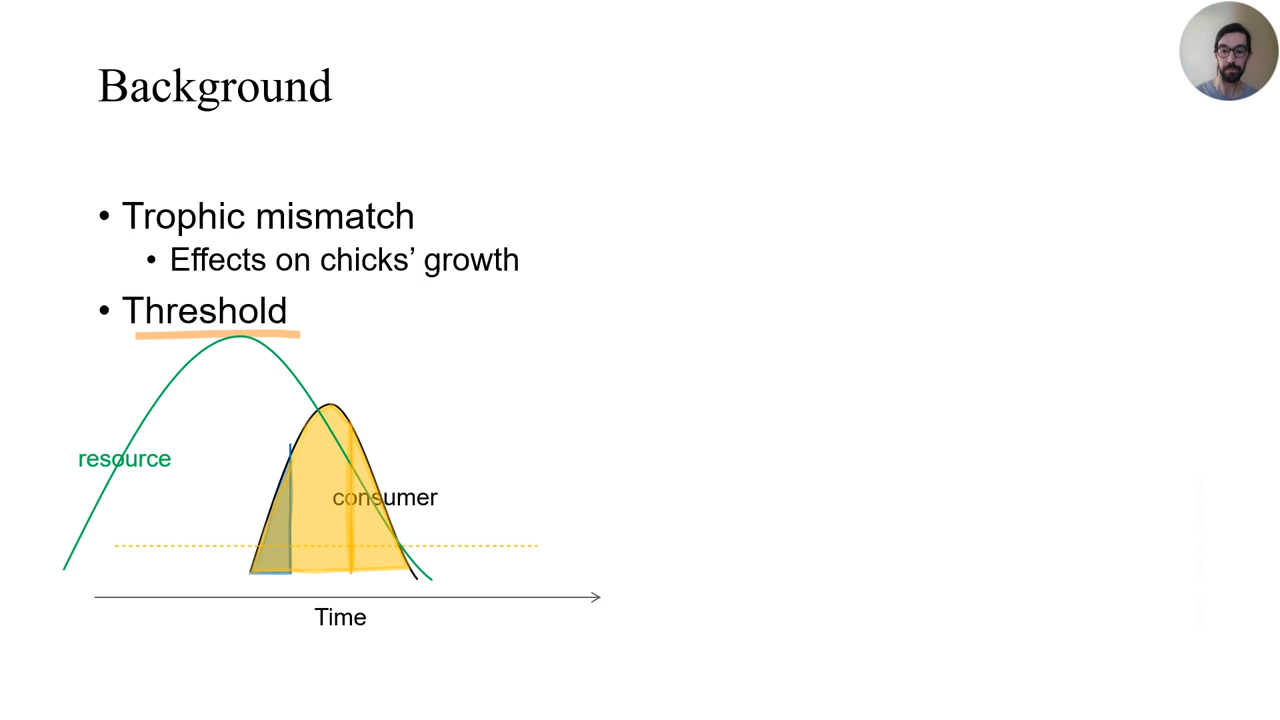 Background
• Trophic mismatch
• Effects on chicks’ growth
• Threshold
resource
consumer
Time